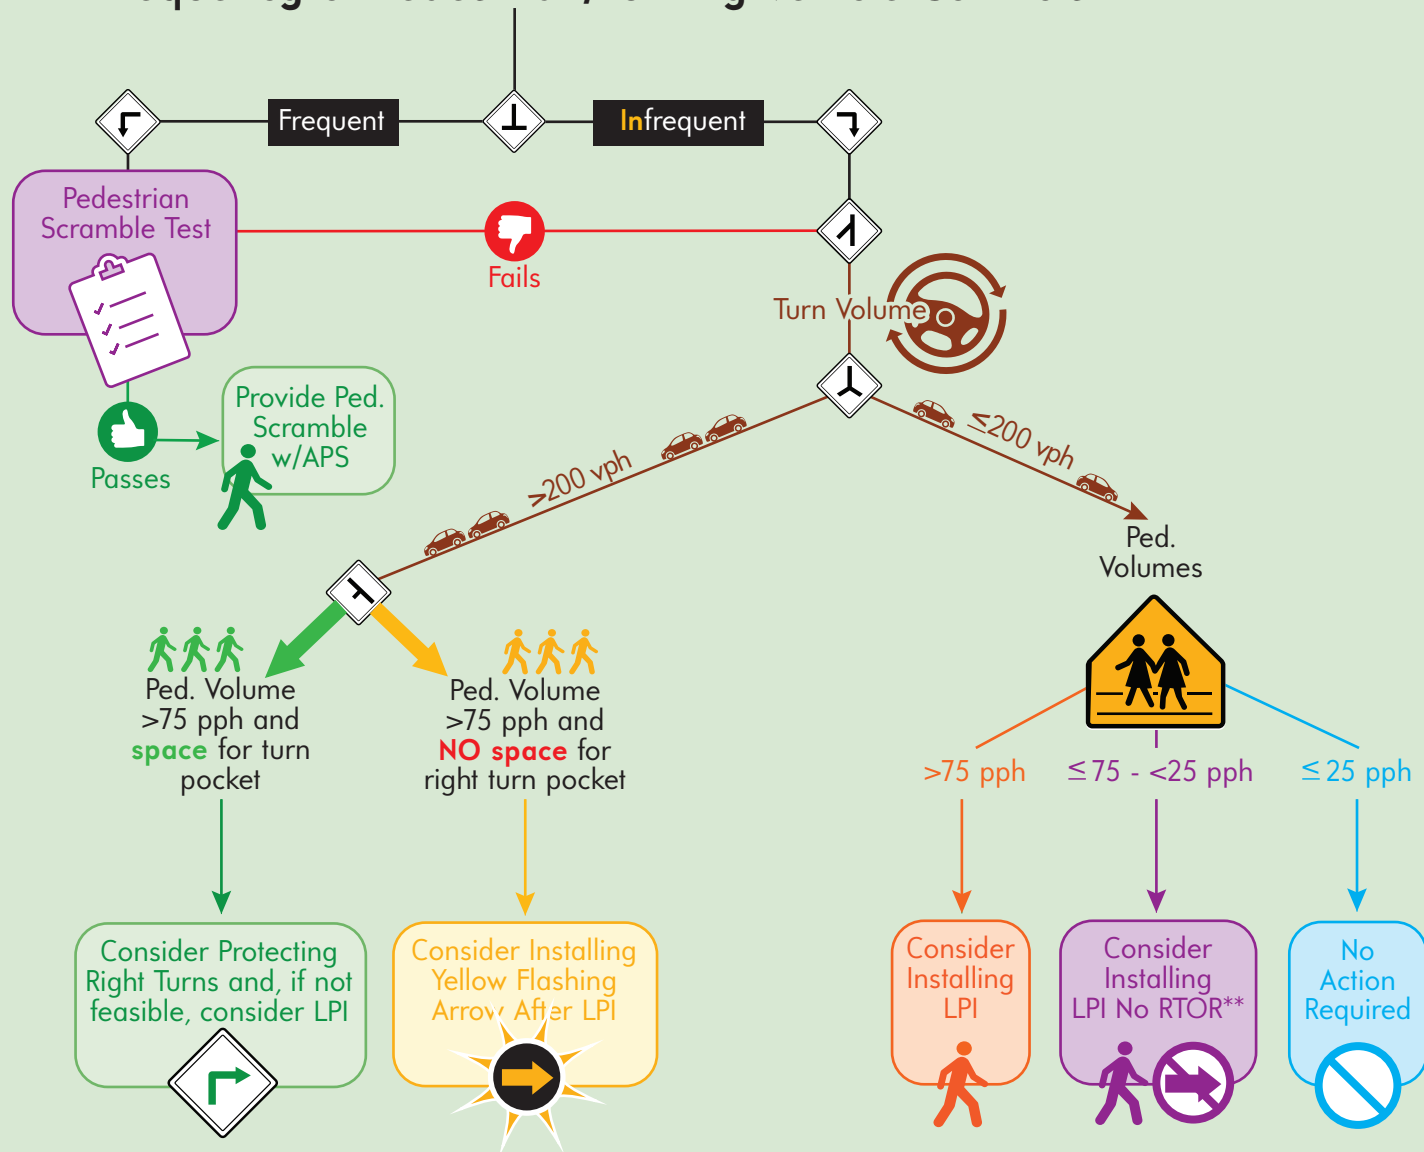 Frequent
Infrequent
Pedestrian
Scramble Test
Fails
Turn Volume
Passes
Provide Ped.
Scramble
w/APS
>200 vph
≤200 vph
Ped.
Volumes
Ped. Volume
>75 pph and
space for turn
pocket
Ped. Volume
>75 pph and
NO space for
right turn pocket
>75 pph
≤75 - <25 pph
≤25 pph
Consider Protecting
Right Turns and, if not
feasible, consider LPI
Consider Installing
Yellow Flashing
Arrow After LPI
Consider
Installing
LPI
Consider
Installing
LPI No RTOR**
No
Action
Required